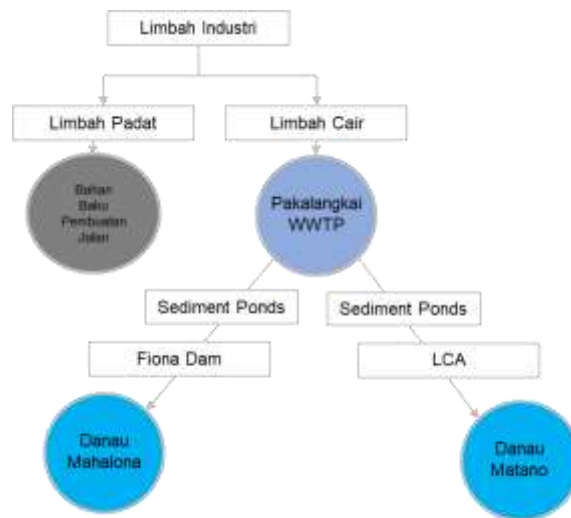 Limbah Industri
Limbah Padat
Limbah Cair
Bahan
Baku
Pembuatan
Jalan
Pakalangkai
WWTP
Sediment Ponds
Sediment Ponds
Fiona Dam
LCA
Danau
Mahalona
Danau
Matano